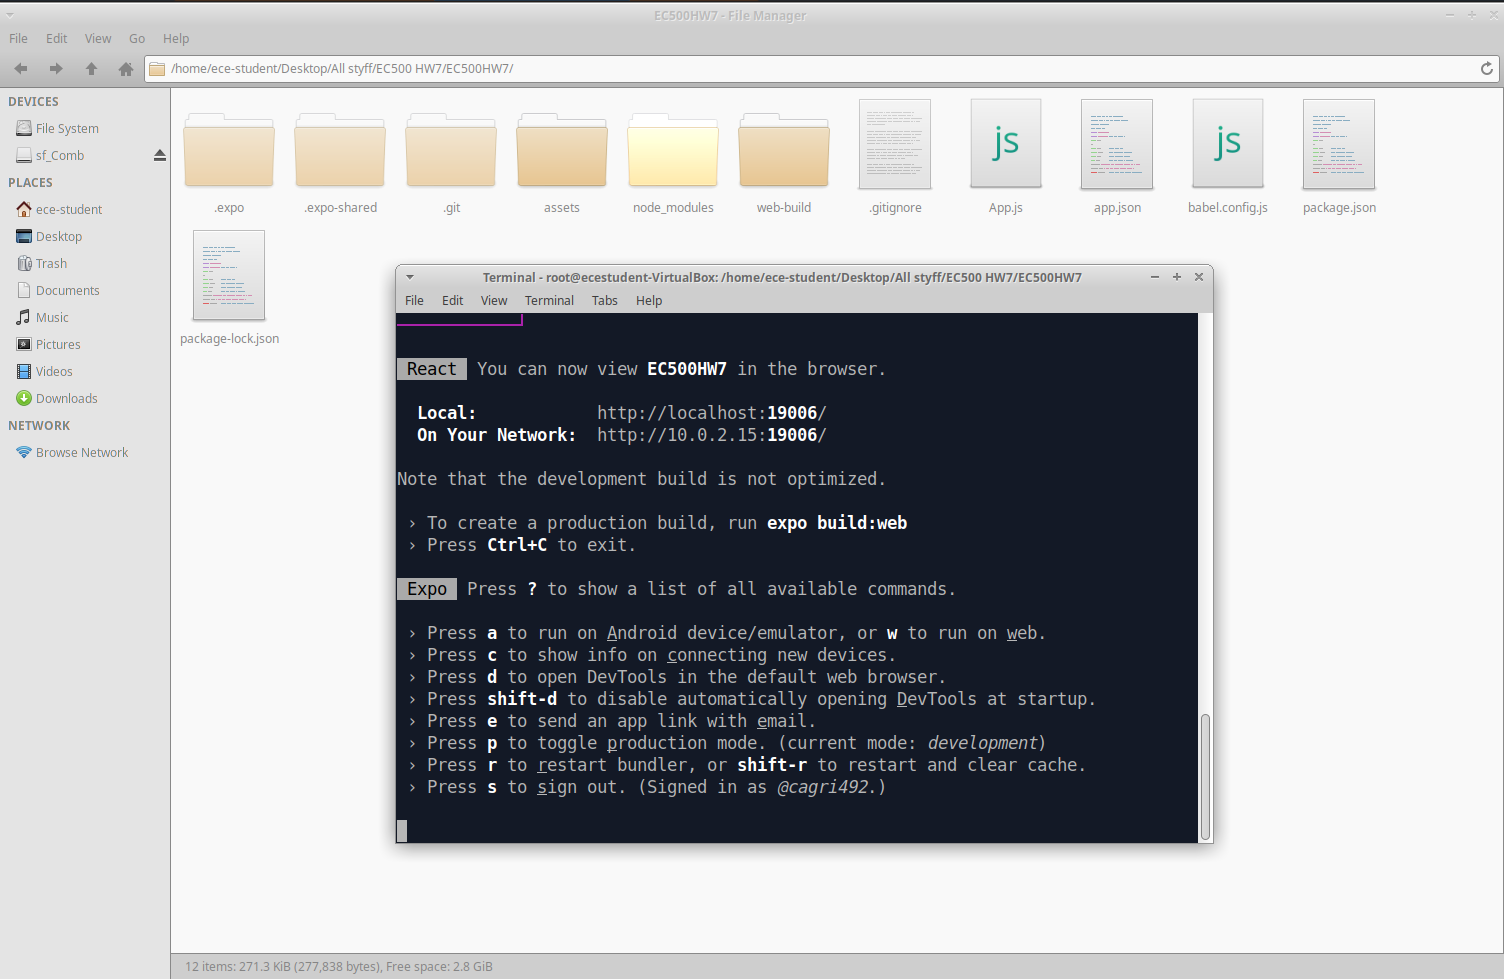 EC500HW7 - File Manager
File Edit View Go Help
/home/ece-student/Desktop/All styff/EC500 HW7/EC500HW7/
DEVICES
File System
sf_Comb
PLACES
ece-student
Desktop
Trash
Documents
Music
Pictures
Videos
Downloads
NETWORK
Browse Network
js js
.expo .expo-shared .git assets node_modules web-build .gitignore App.js app.json babel.config.js package.json
package-lock.json
Terminal - root@ecestudent-VirtualBox: /home/ece-student/Desktop/All styff/EC500 HW7/EC500HW7
File Edit View Terminal Tabs Help
React You can now view EC500HW7 in the browser.
Local: http://localhost:19006/
On Your Network: http://10.0.2.15:19006/
Note that the development build is not optimized.
› To create a production build, run expo build:web
› Press Ctrl+C to exit.
Expo Press ? to show a list of all available commands.
› Press a to run on Android device/emulator, or w to run on web.
› Press c to show info on connecting new devices.
› Press d to open DevTools in the default web browser.
› Press shift-d to disable automatically opening DevTools at startup.
› Press e to send an app link with email.
› Press p to toggle production mode. (current mode: development)
› Press r to restart bundler, or shift-r to restart and clear cache.
› Press s to sign out. (Signed in as @cagri492.)
12 items: 271.3 KiB (277,838 bytes), Free space: 2.8 GiB